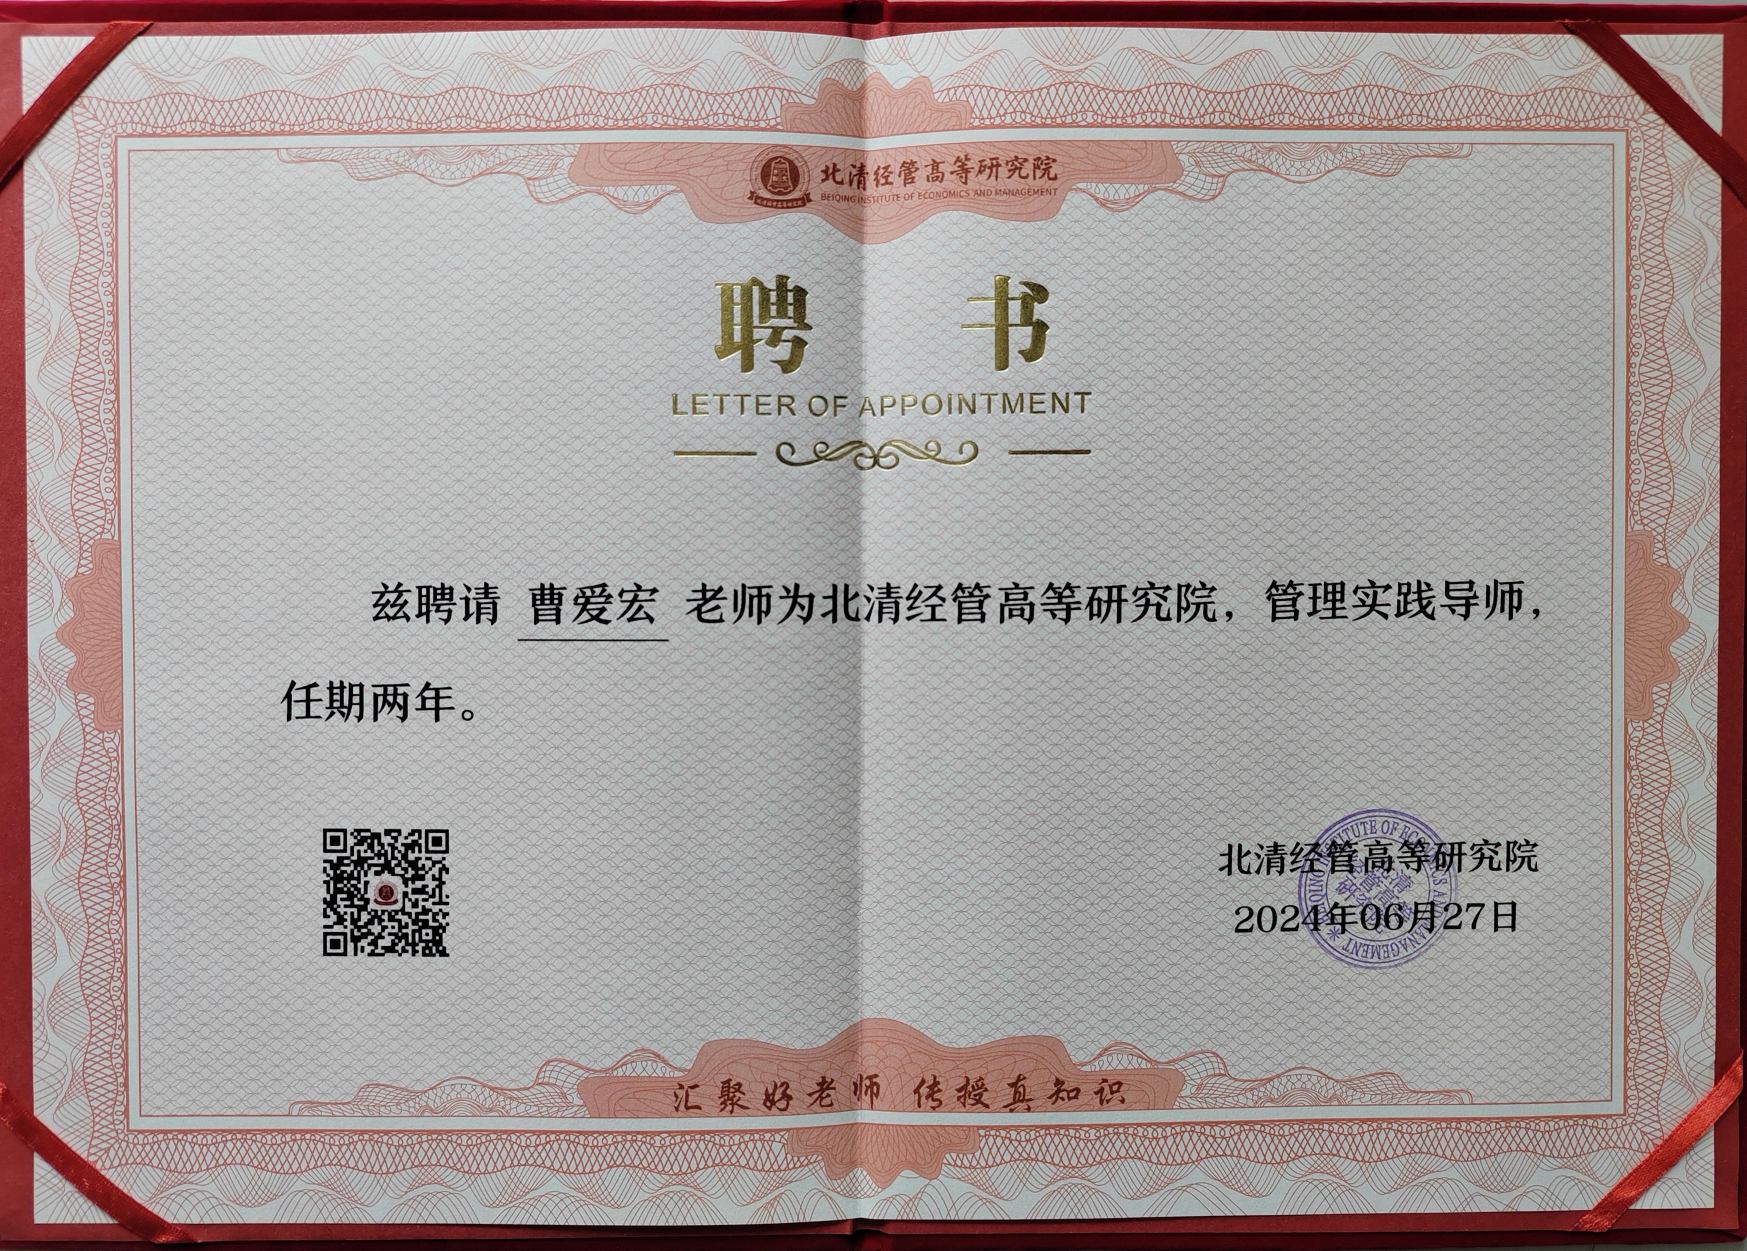 北清经管高等研究院
BEIQING INSTITUTE OF ECONOMICS AND MANAGEMENT
聘 书
LETTER OF APPOINTMENT
兹聘请 曹爱宏 老师为北清经管高等研究院，管理实践导师，
任期两年。
北清经管高等研究院
2024年06月27日
汇聚好老师 传授真知识